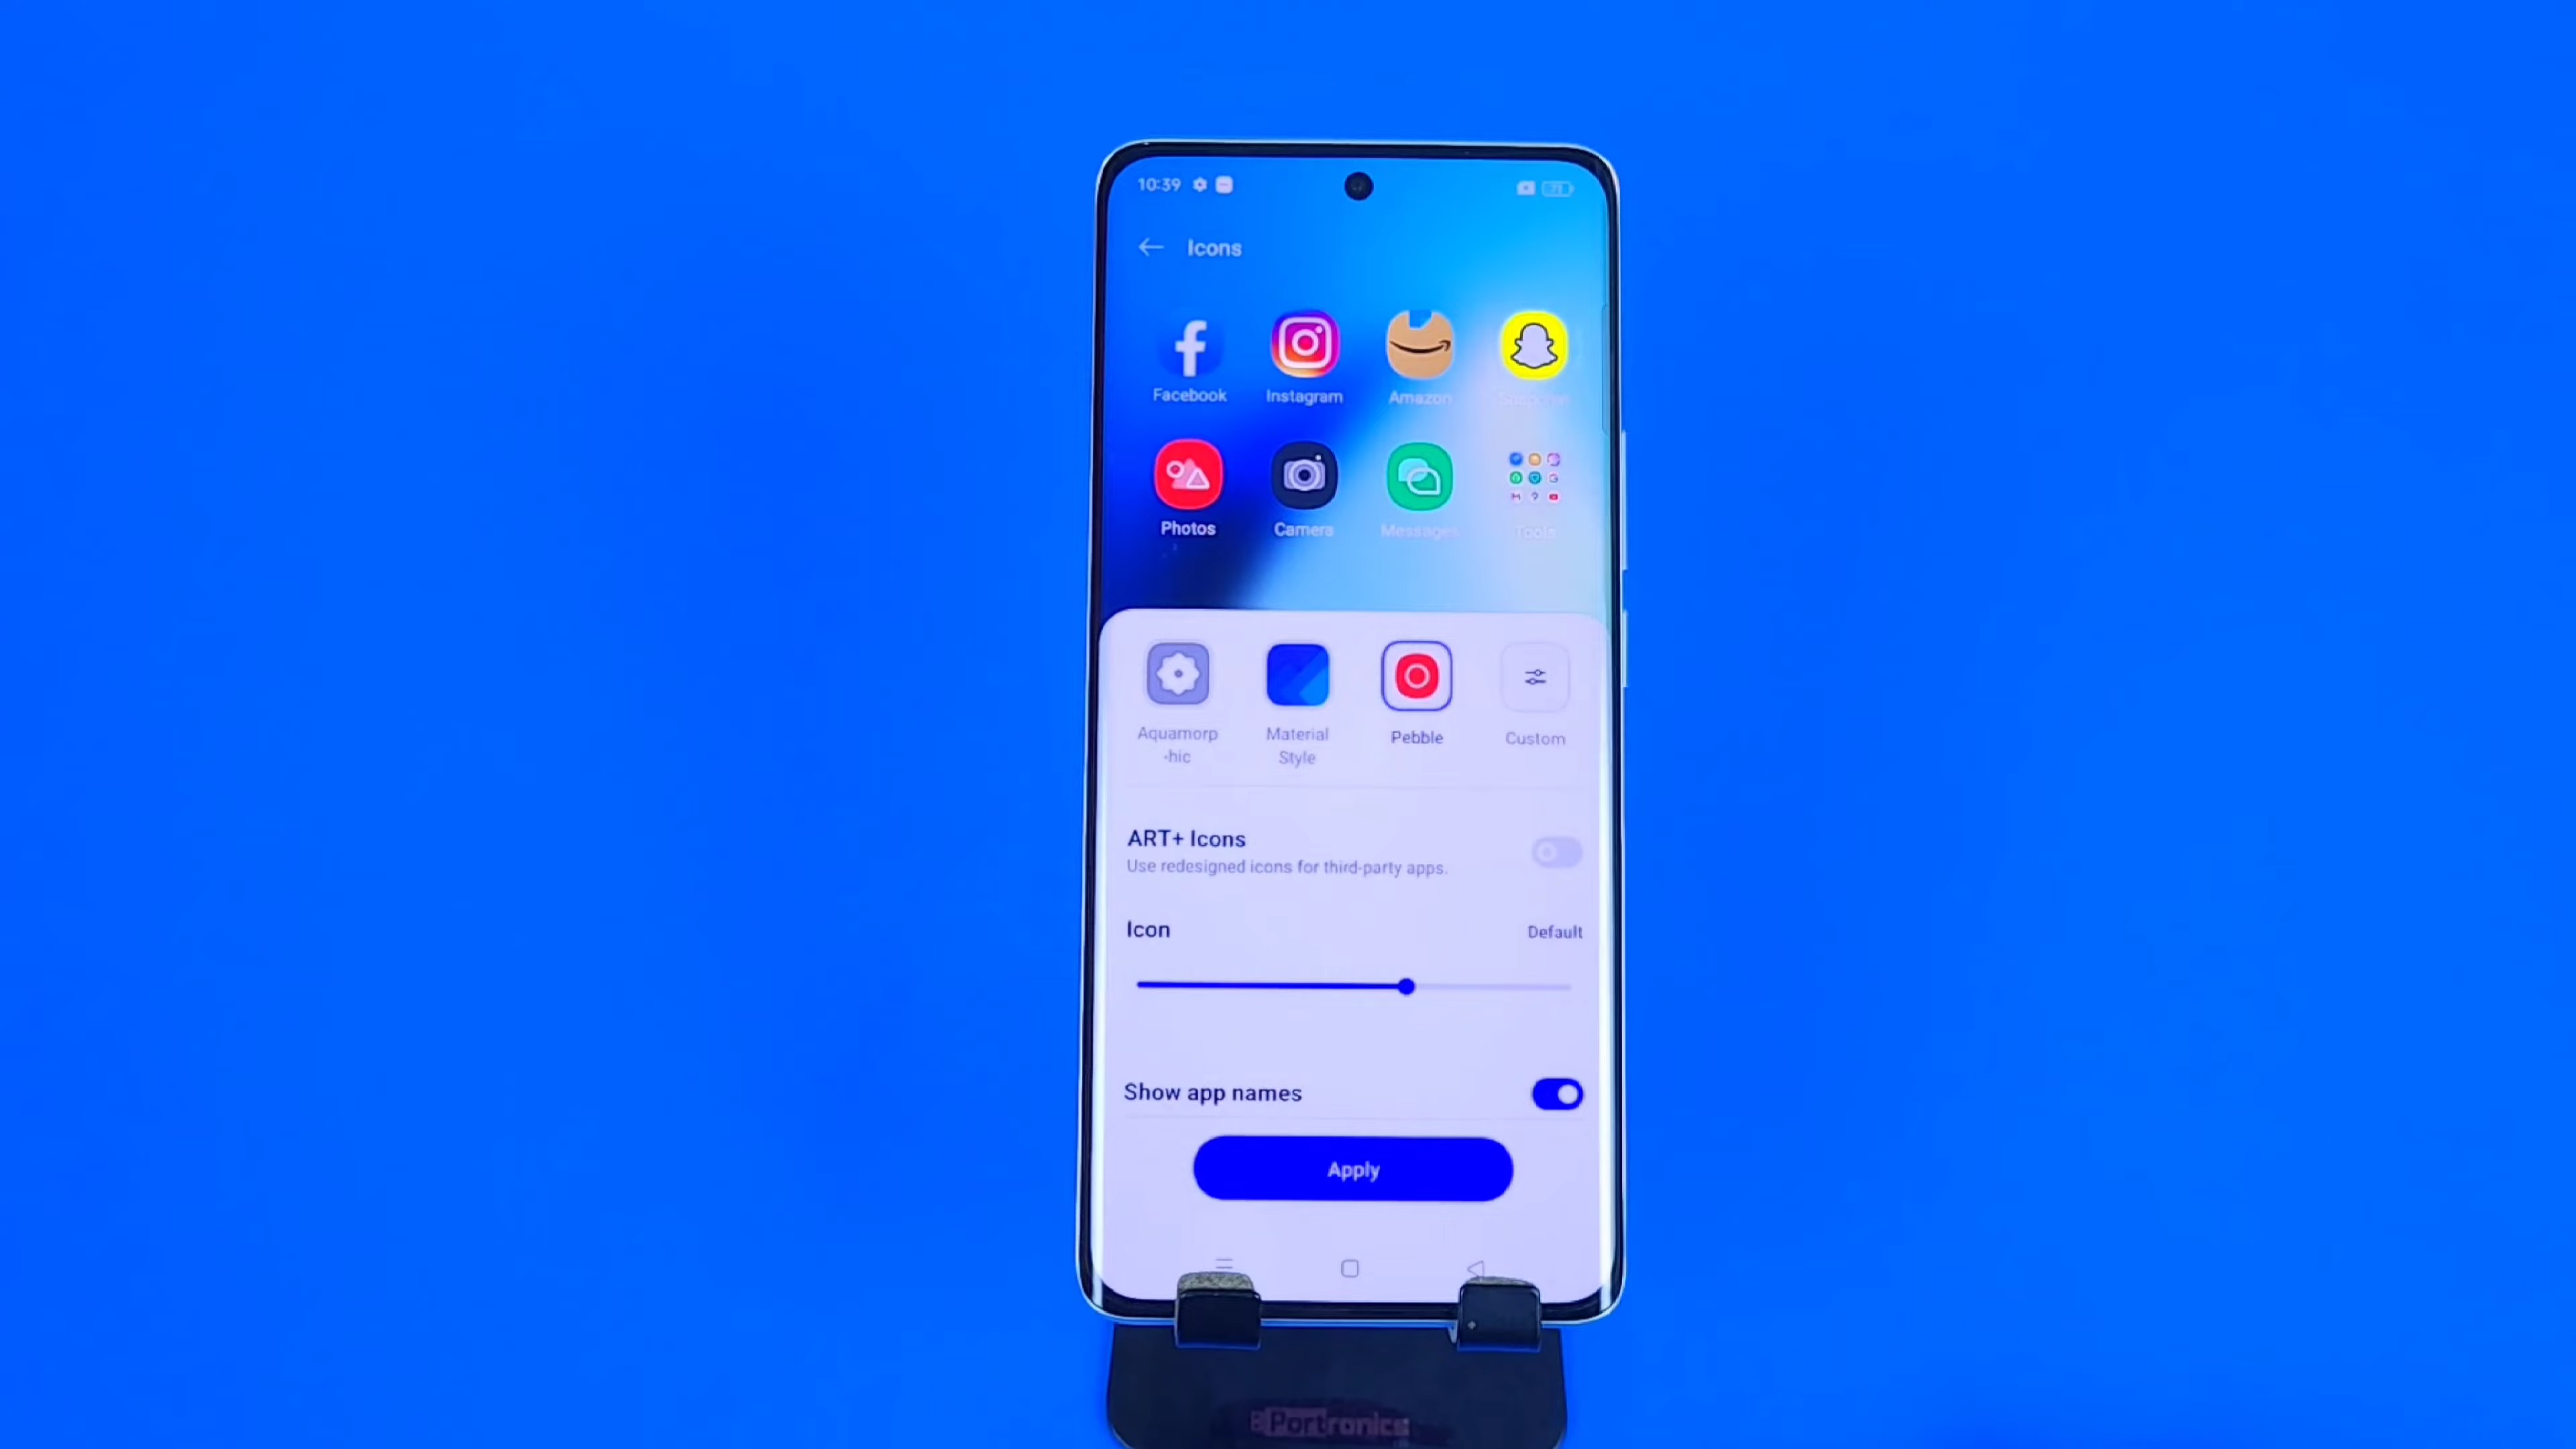 10:39
Icons
Facebook Instagram Amazon
Photos Camera Messages Tools
Aquamorp
-hic
Material
Style
Pebble
Custom
ART+ Icons
Use redesigned icons for third-party apps.
Icon Default
Show app names
Apply
Portronics